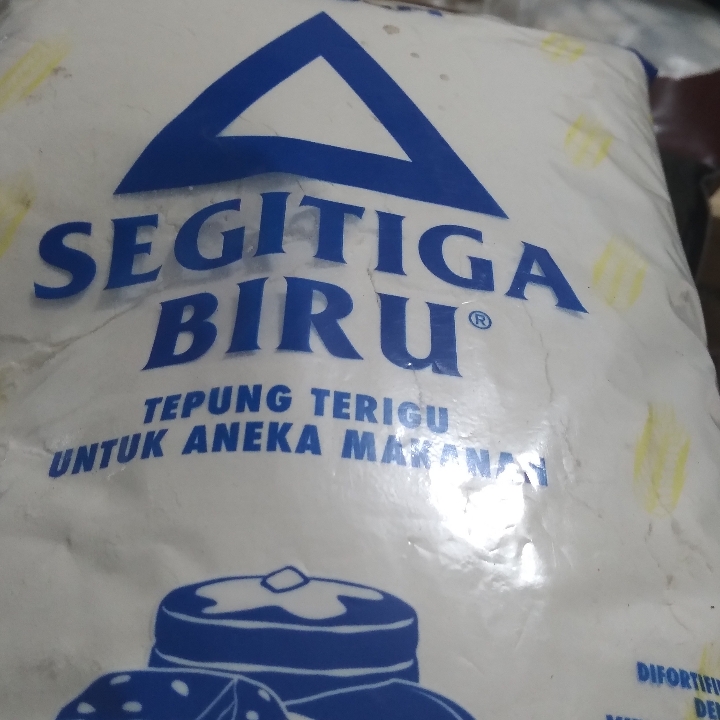 SEGITIGA
BIRU®
TEPUNG TERIGU
UNTUK ANEKA MAKANAN